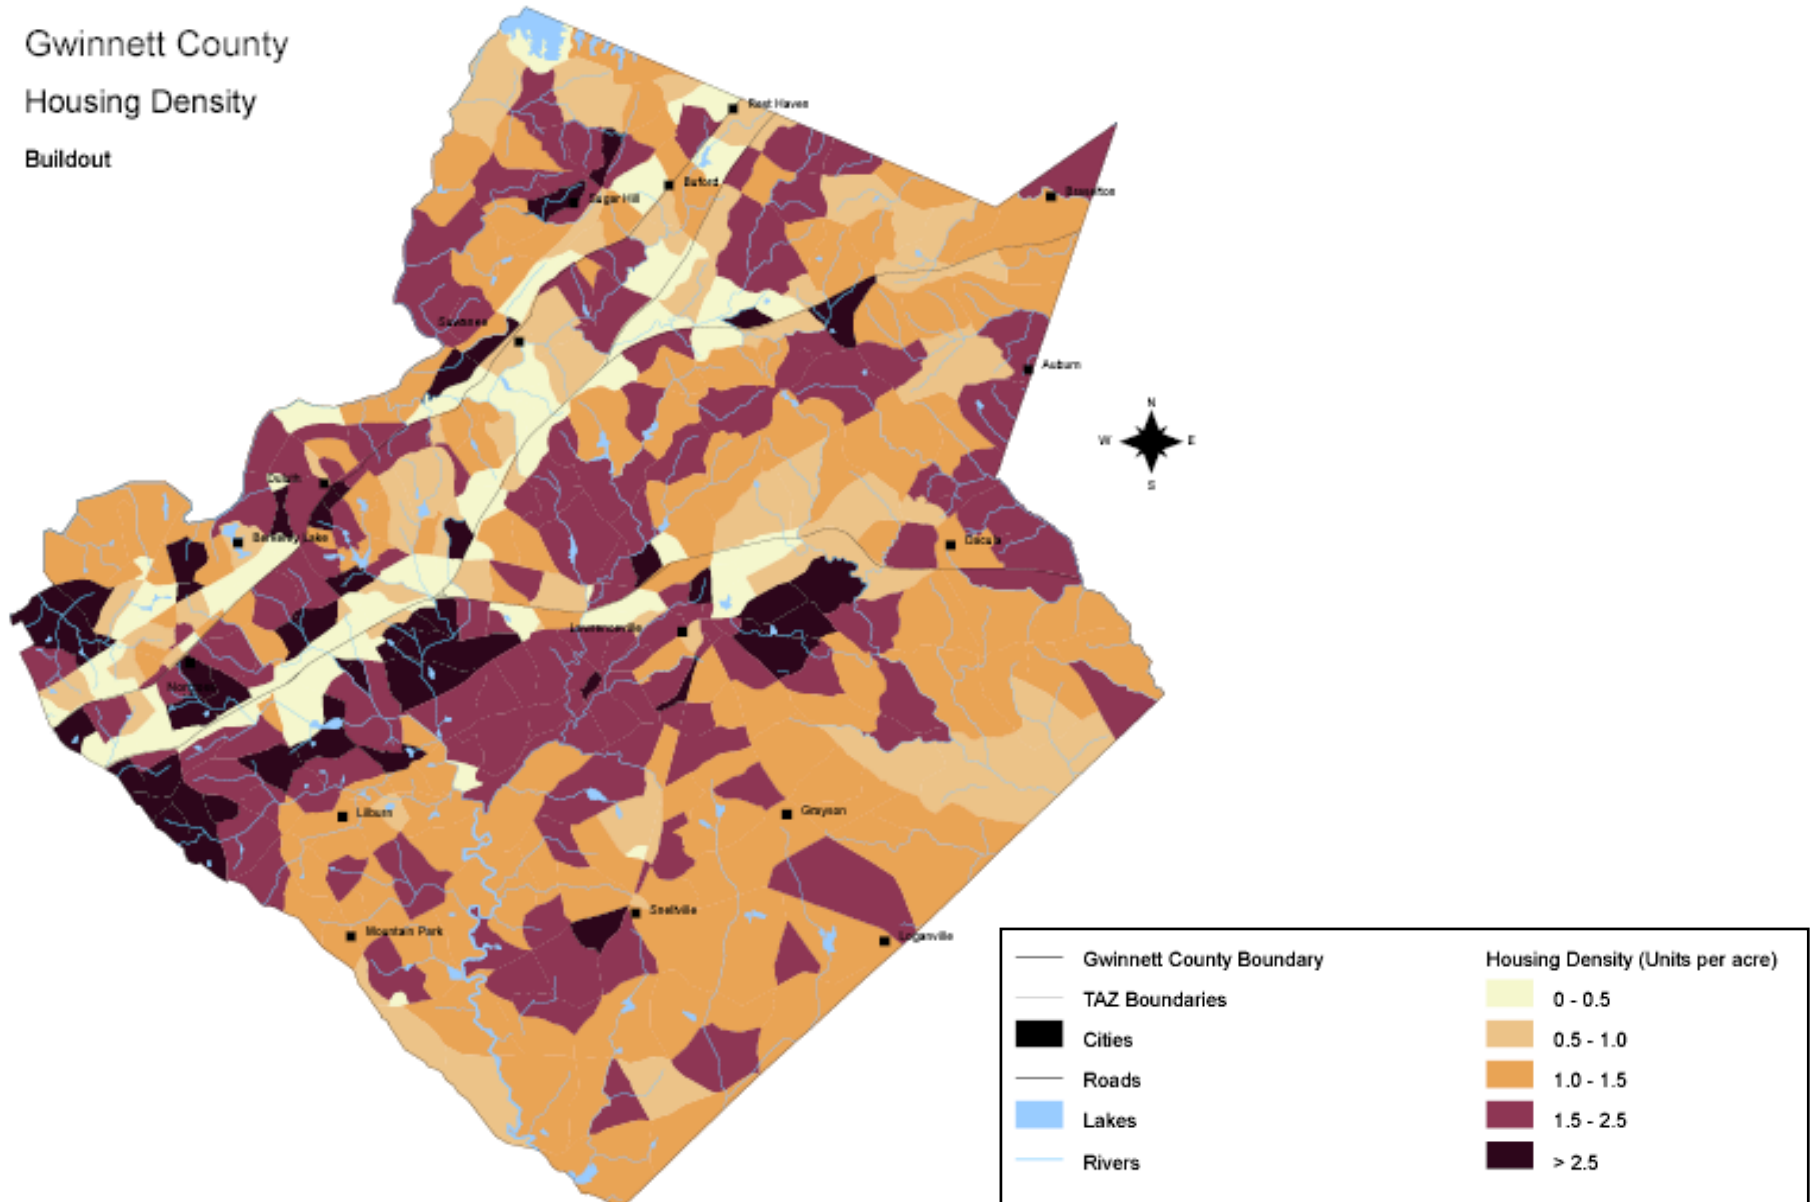 Gwinnett County
Housing Density
Buildout
Rest Haven
Buford
Sugar Hill
Braselton
Suwanee
Auburn
N
W E
S
Duluth
Berkeley Lake
Dacula
Lawrenceville
Norcross
Lilburn
Grayson
Snellville
Mountain Park
Loganville
Gwinnett County Boundary
TAZ Boundaries
Cities
Roads
Lakes
Rivers
Housing Density (Units per acre)
0 - 0.5
0.5 - 1.0
1.0 - 1.5
1.5 - 2.5
> 2.5